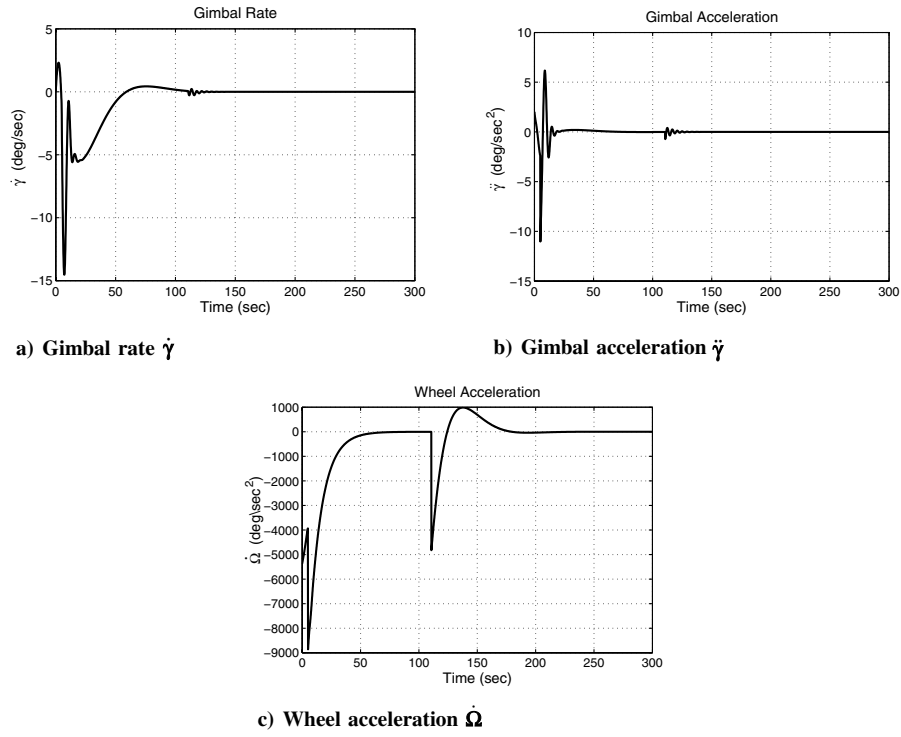 Gimbal Rate
5
0
−5
−10
−15
γ̇ (deg/sec)
0 50 100 150 200 250 300
Time (sec)
a) Gimbal rate γ̇
Gimbal Acceleration
10
5
0
−5
−10
−15
γ̈ (deg/sec²)
0 50 100 150 200 250 300
Time (sec)
b) Gimbal acceleration γ̈
Wheel Acceleration
1000
0
−1000
−2000
−3000
−4000
−5000
−6000
−7000
−8000
−9000
Ω̇ (deg\sec²)
0 50 100 150 200 250 300
Time (sec)
c) Wheel acceleration Ω̇